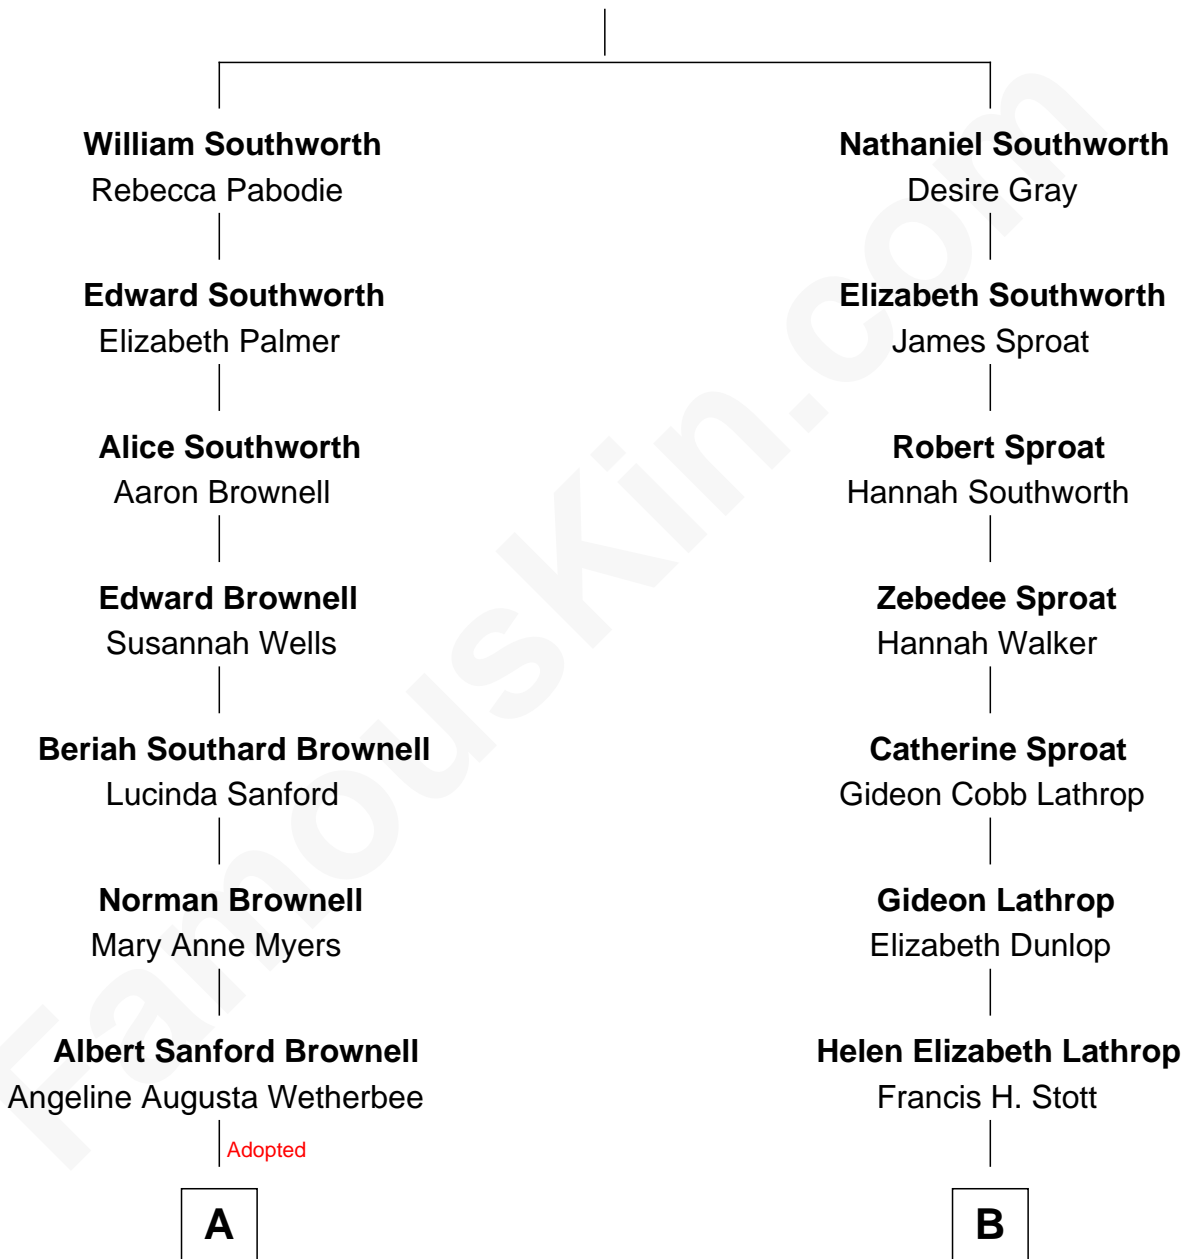 William Southworth
Rebecca Pabodie
Nathaniel Southworth
Desire Gray
Edward Southworth
Elizabeth Palmer
Elizabeth Southworth
James Sproat
Alice Southworth
Aaron Brownell
Robert Sproat
Hannah Southworth
Edward Brownell
Susannah Wells
Zebedee Sproat
Hannah Walker
Beriah Southard Brownell
Lucinda Sanford
Catherine Sproat
Gideon Cobb Lathrop
Norman Brownell
Mary Anne Myers
Gideon Lathrop
Elizabeth Dunlop
Albert Sanford Brownell
Angeline Augusta Wetherbee
Helen Elizabeth Lathrop
Francis H. Stott
Adopted
A
B
FamousKin.com